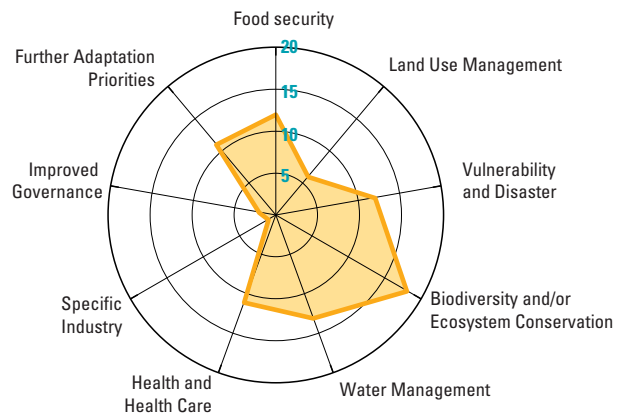 Food security
20
Further Adaptation
Priorities
Land Use Management
15
10
5
Improved
Governance
Vulnerability
and Disaster
Specific
Industry
Biodiversity and/or
Ecosystem Conservation
Health and
Health Care
Water Management